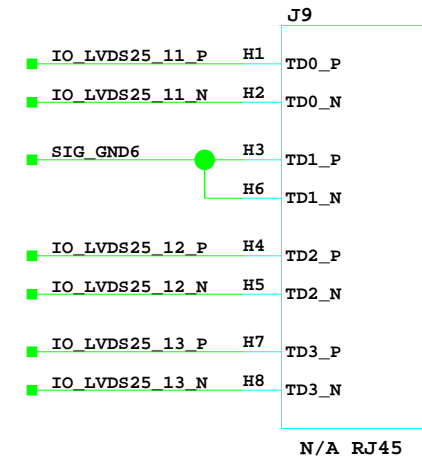 J9
IO_LVDS25_11_P H1 TD0_P
IO_LVDS25_11_N H2 TD0_N
SIG_GND6 H3 TD1_P
H6 TD1_N
IO_LVDS25_12_P H4 TD2_P
IO_LVDS25_12_N H5 TD2_N
IO_LVDS25_13_P H7 TD3_P
IO_LVDS25_13_N H8 TD3_N
N/A RJ45